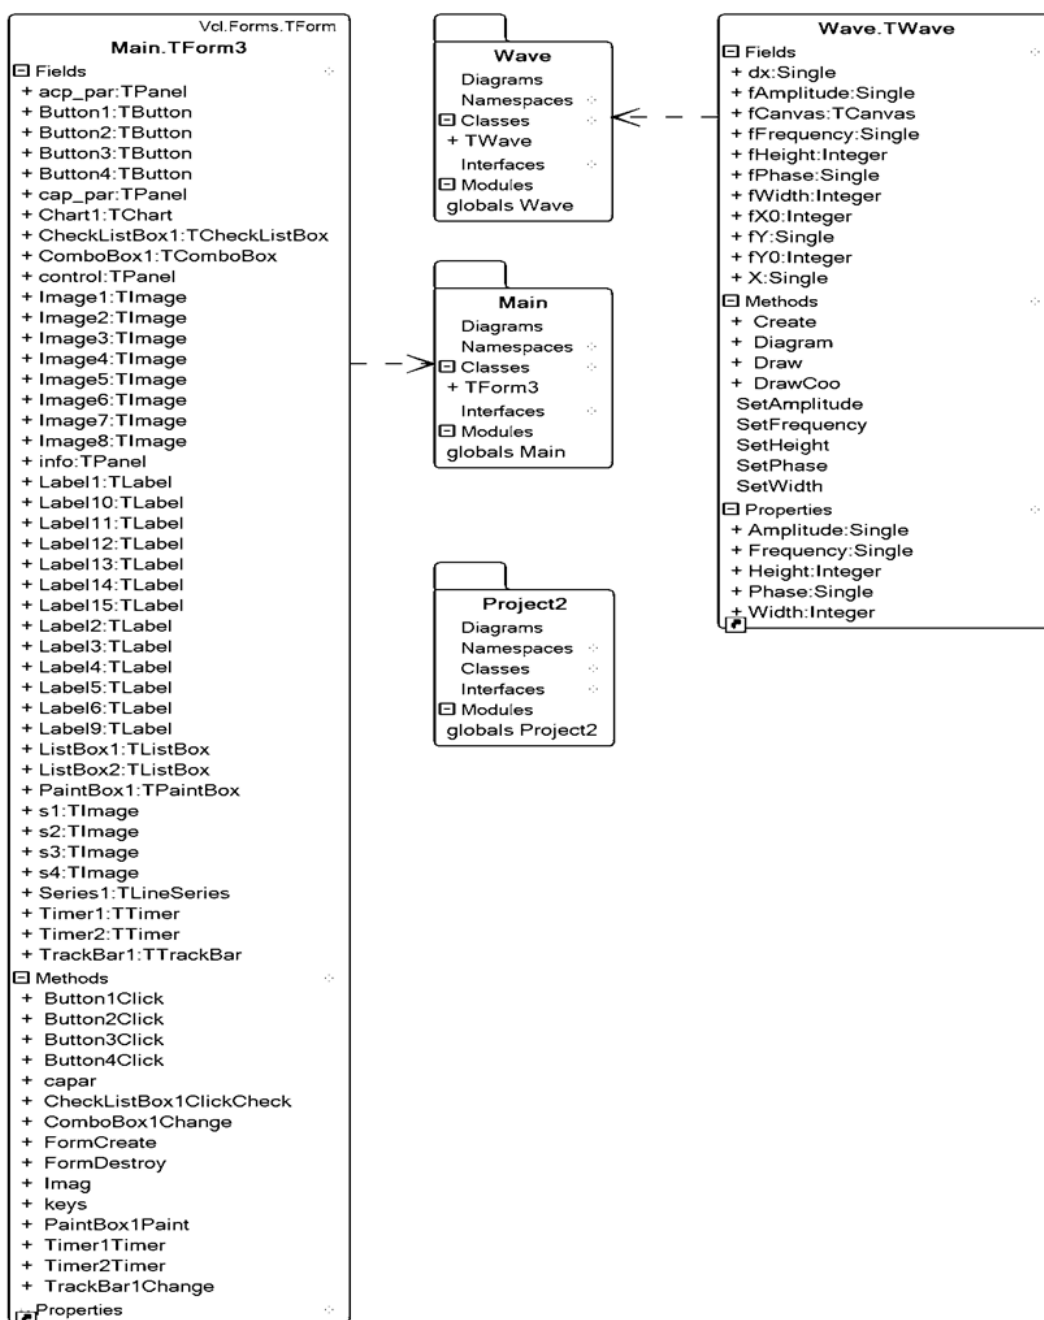 Vcl.Forms.TForm
Main.TForm3
Fields
+ acp_par:TPanel
+ Button1:TButton
+ Button2:TButton
+ Button3:TButton
+ Button4:TButton
+ cap_par:TPanel
+ Chart1:TChart
+ CheckListBox1:TCheckListBox
+ ComboBox1:TComboBox
+ control:TPanel
+ Image1:TImage
+ Image2:TImage
+ Image3:TImage
+ Image4:TImage
+ Image5:TImage
+ Image6:TImage
+ Image7:TImage
+ Image8:TImage
+ info:TPanel
+ Label1:TLabel
+ Label10:TLabel
+ Label11:TLabel
+ Label12:TLabel
+ Label13:TLabel
+ Label14:TLabel
+ Label15:TLabel
+ Label2:TLabel
+ Label3:TLabel
+ Label4:TLabel
+ Label5:TLabel
+ Label6:TLabel
+ Label9:TLabel
+ ListBox1:TListBox
+ ListBox2:TListBox
+ PaintBox1:TPaintBox
+ s1:TImage
+ s2:TImage
+ s3:TImage
+ s4:TImage
+ Series1:TLineSeries
+ Timer1:TTimer
+ Timer2:TTimer
+ TrackBar1:TTrackBar
Methods
+ Button1Click
+ Button2Click
+ Button3Click
+ Button4Click
+ capar
+ CheckListBox1ClickCheck
+ ComboBox1Change
+ FormCreate
+ FormDestroy
+ Imag
+ keys
+ PaintBox1Paint
+ Timer1Timer
+ Timer2Timer
+ TrackBar1Change
Properties
Wave
Diagrams
Namespaces
Classes
+ TWave
Interfaces
Modules
globals Wave
Main
Diagrams
Namespaces
Classes
+ TForm3
Interfaces
Modules
globals Main
Project2
Diagrams
Namespaces
Classes
Interfaces
Modules
globals Project2
Wave.TWave
Fields
+ dx:Single
+ fAmplitude:Single
+ fCanvas:TCanvas
+ fFrequency:Single
+ fHeight:Integer
+ fPhase:Single
+ fWidth:Integer
+ fX0:Integer
+ fY:Single
+ fY0:Integer
+ X:Single
Methods
+ Create
+ Diagram
+ Draw
+ DrawCoo
SetAmplitude
SetFrequency
SetHeight
SetPhase
SetWidth
Properties
+ Amplitude:Single
+ Frequency:Single
+ Height:Integer
+ Phase:Single
+ Width:Integer